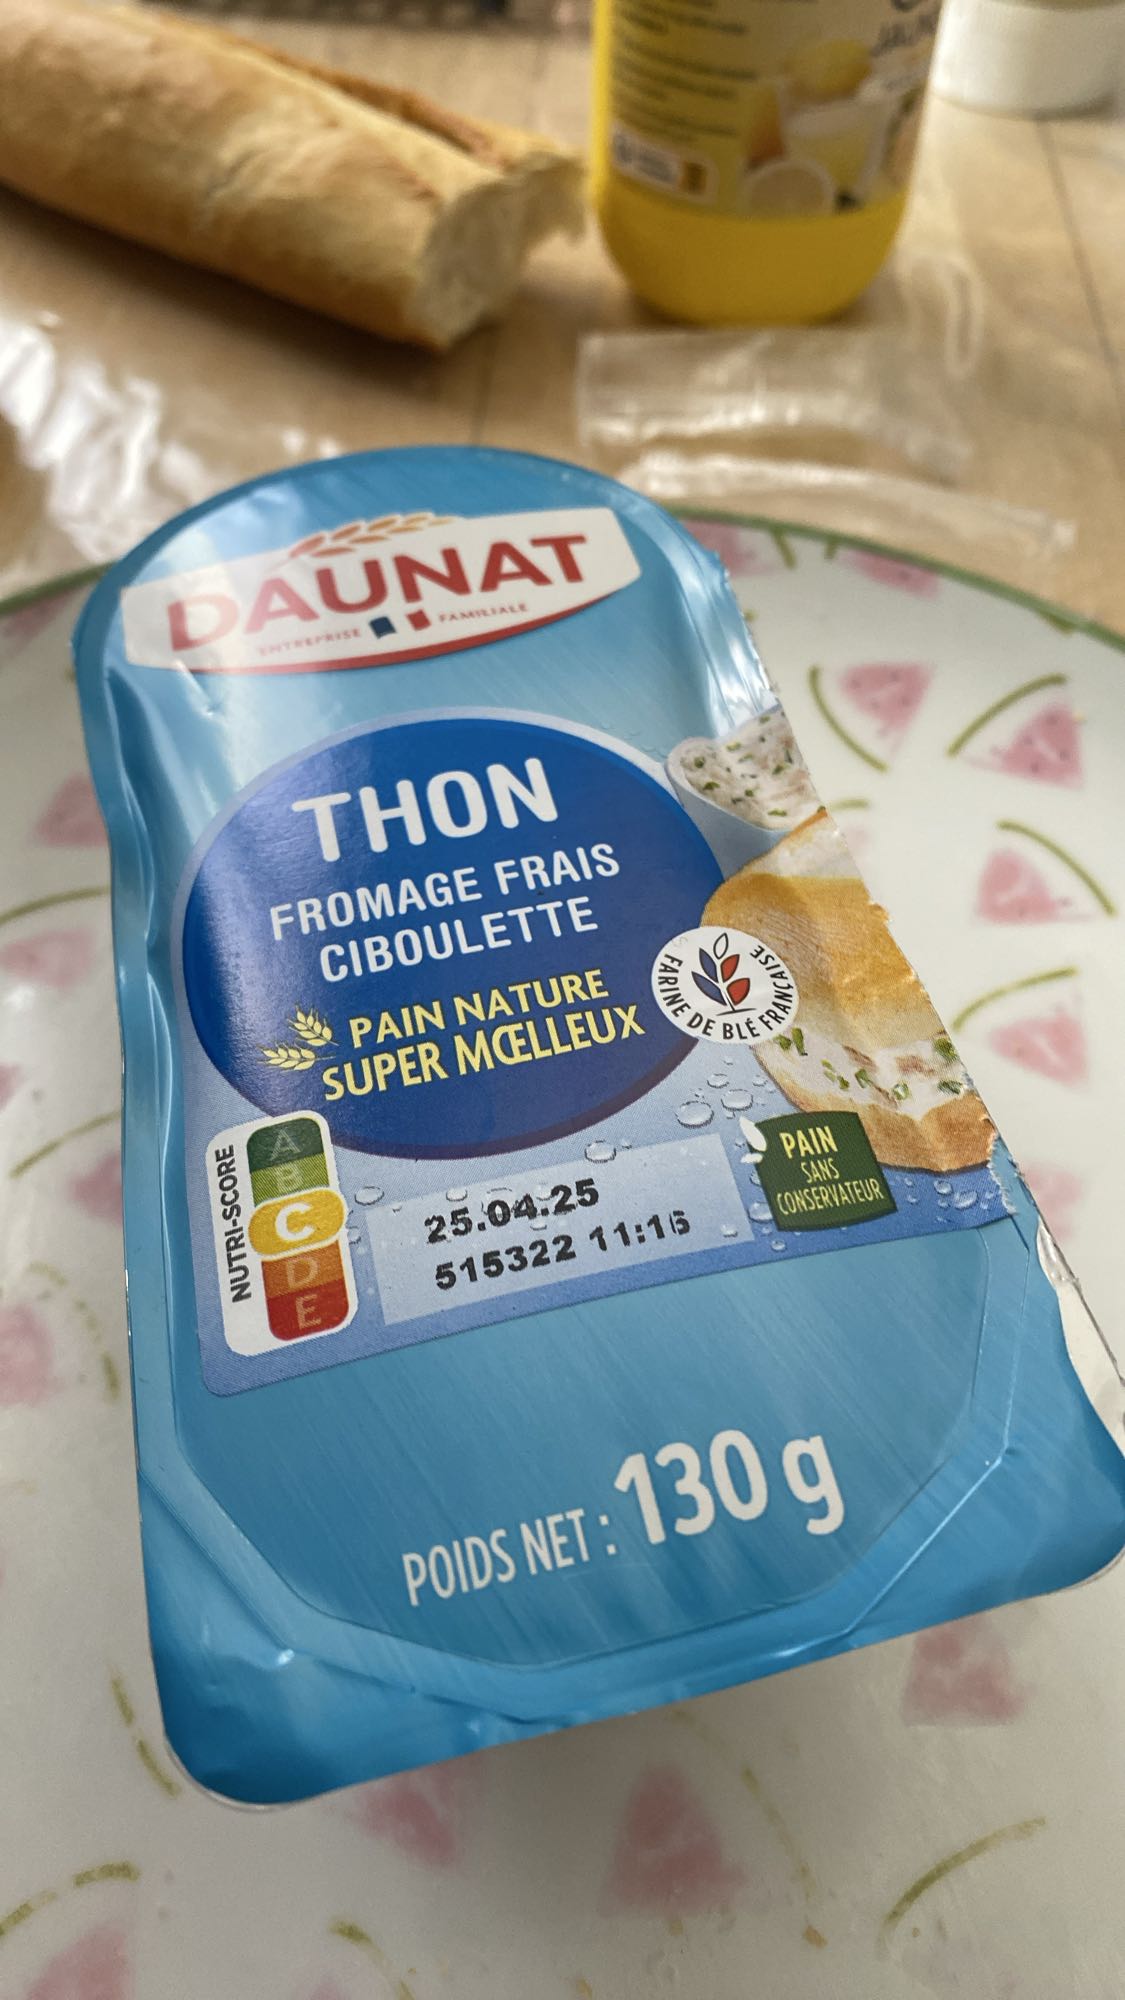 DAUNAT
ENTREPRISE FAMILIALE
THON
FROMAGE FRAIS
CIBOULETTE
PAIN NATURE
SUPER MŒLLEUX
FARINE DE BLÉ FRANÇAISE
NUTRI-SCORE
A
B
C
D
E
25.04.25
515322 11:16
PAIN
SANS
CONSERVATEUR
POIDS NET : 130 g